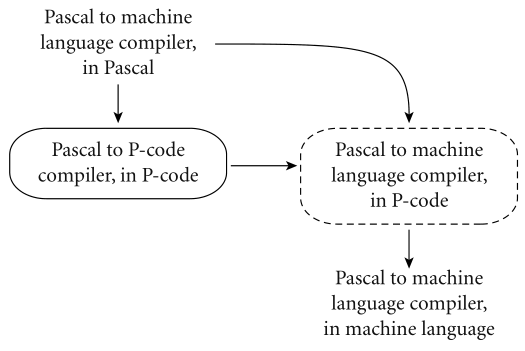 Pascal to machine
language compiler,
in Pascal
Pascal to P-code
compiler, in P-code
Pascal to machine
language compiler,
in P-code
Pascal to machine
language compiler,
in machine language